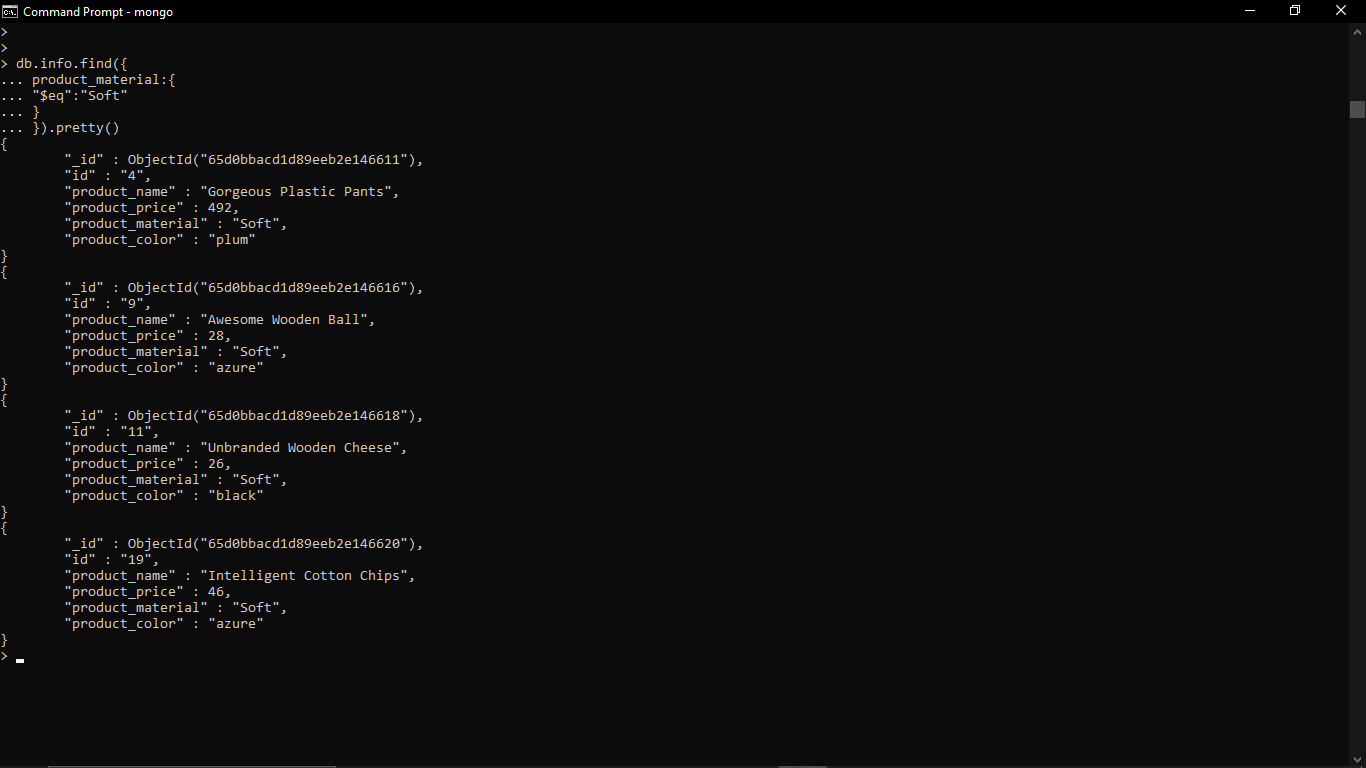 Command Prompt - mongo
>
>
> db.info.find({
... product_material:{
... "$eq":"Soft"
... }
... }).pretty()
{
        "_id" : ObjectId("65d0bbacd1d89eeb2e146611"),
        "id" : "4",
        "product_name" : "Gorgeous Plastic Pants",
        "product_price" : 492,
        "product_material" : "Soft",
        "product_color" : "plum"
}
{
        "_id" : ObjectId("65d0bbacd1d89eeb2e146616"),
        "id" : "9",
        "product_name" : "Awesome Wooden Ball",
        "product_price" : 28,
        "product_material" : "Soft",
        "product_color" : "azure"
}
{
        "_id" : ObjectId("65d0bbacd1d89eeb2e146618"),
        "id" : "11",
        "product_name" : "Unbranded Wooden Cheese",
        "product_price" : 26,
        "product_material" : "Soft",
        "product_color" : "black"
}
{
        "_id" : ObjectId("65d0bbacd1d89eeb2e146620"),
        "id" : "19",
        "product_name" : "Intelligent Cotton Chips",
        "product_price" : 46,
        "product_material" : "Soft",
        "product_color" : "azure"
}
>